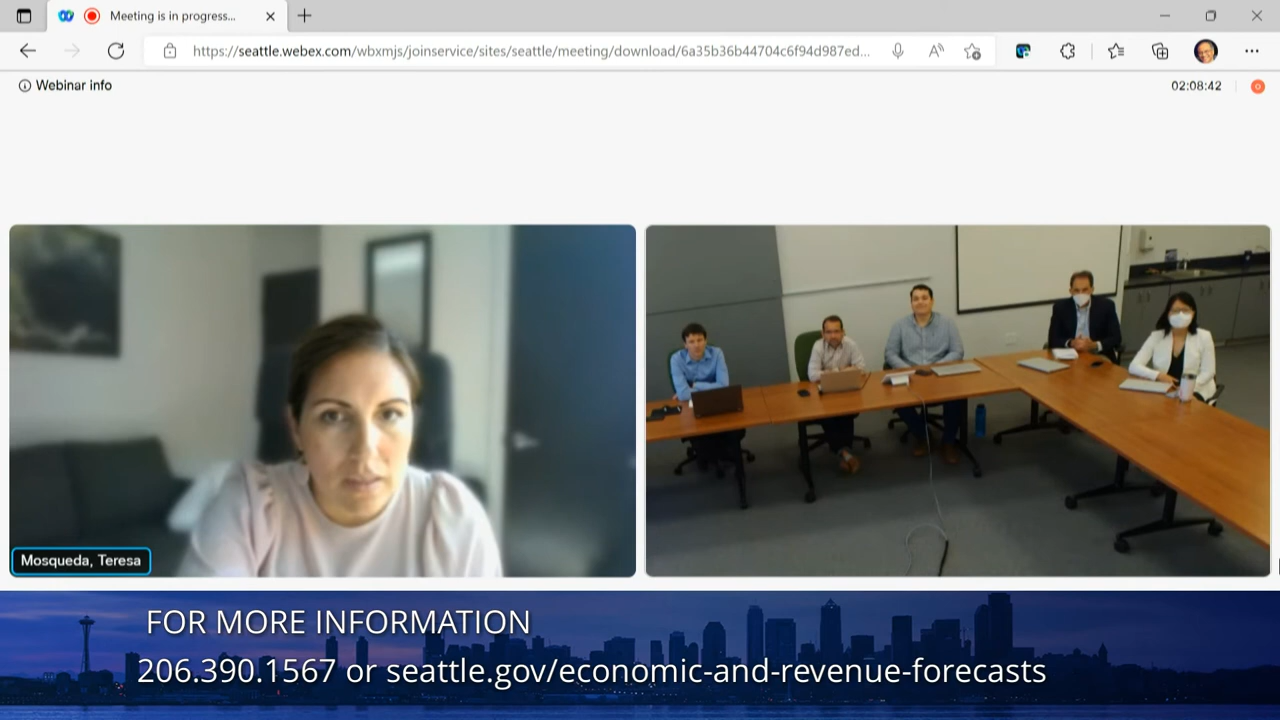 Meeting is in progress...
https://seattle.webex.com/wbxmjs/joinservice/sites/seattle/meeting/download/6a35b36b44704c6f94d987ed...
Webinar info
02:08:42
Mosqueda, Teresa
FOR MORE INFORMATION
206.390.1567 or seattle.gov/economic-and-revenue-forecasts